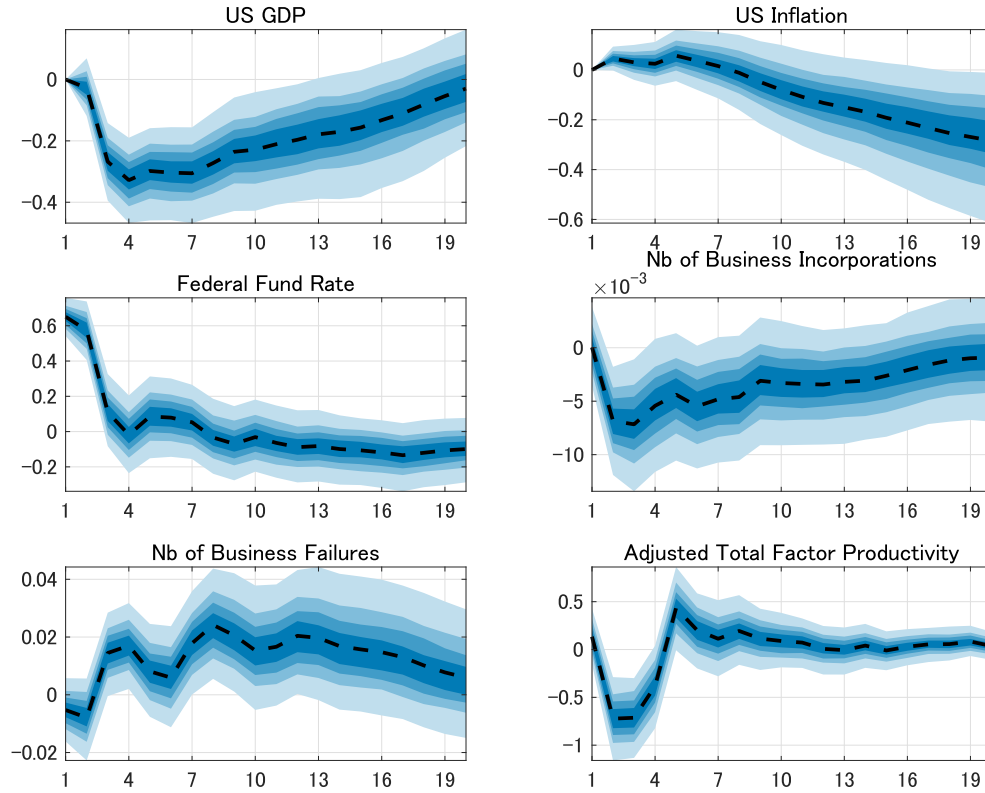 US GDP
0
−0.2
−0.4
1 4 7 10 13 16 19
US Inflation
0
−0.2
−0.4
−0.6
1 4 7 10 13 16 19
Federal Fund Rate
0.6
0.4
0.2
0
−0.2
1 4 7 10 13 16 19
Nb of Business Incorporations
×10−3
0
−5
−10
1 4 7 10 13 16 19
Nb of Business Failures
0.04
0.02
0
−0.02
1 4 7 10 13 16 19
Adjusted Total Factor Productivity
0.5
0
−0.5
−1
1 4 7 10 13 16 19